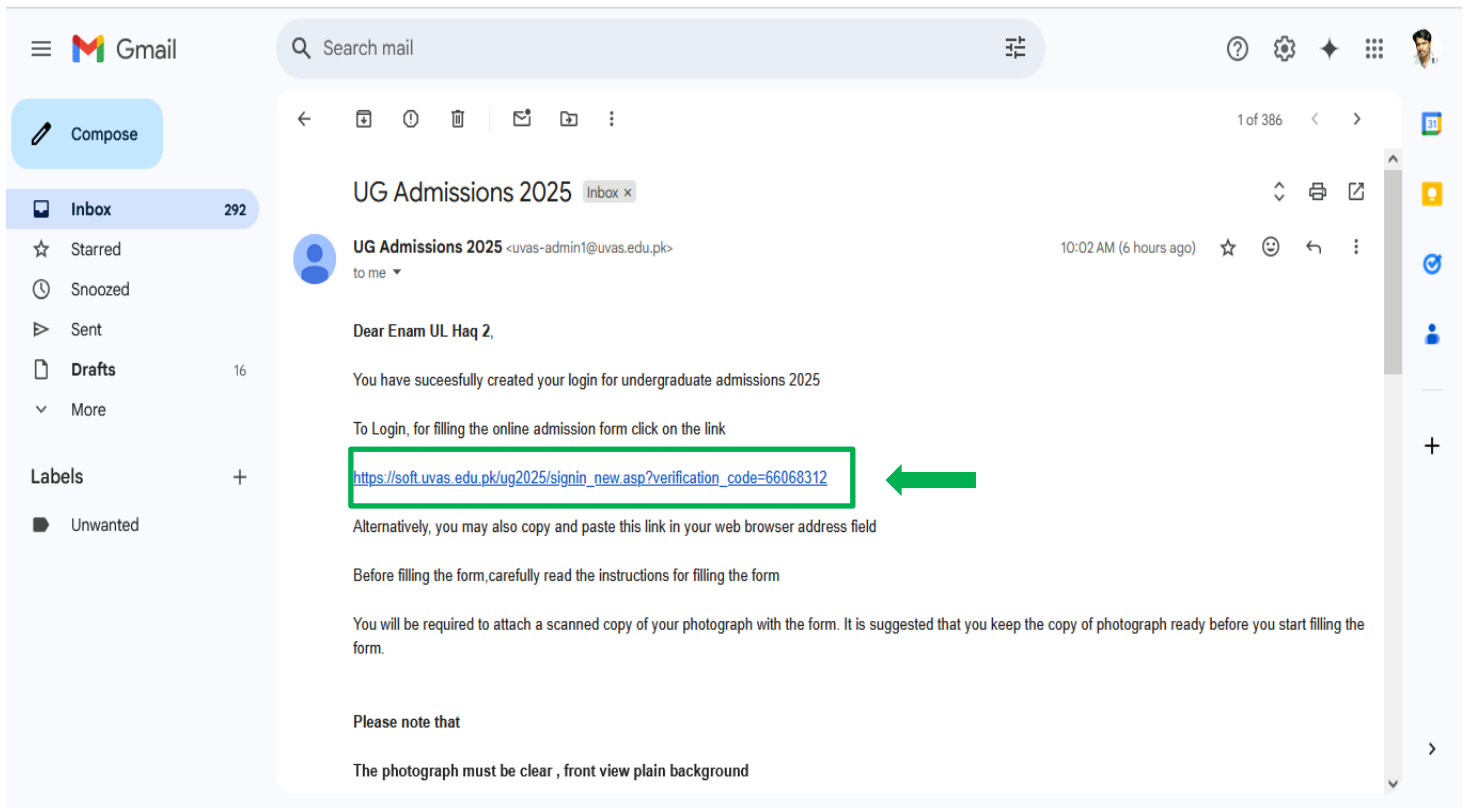 Gmail
Search mail
Compose
1 of 386
31
UG Admissions 2025 Inbox ×
Inbox 292
UG Admissions 2025 <uvas-admin1@uvas.edu.pk> 10:02 AM (6 hours ago)
Starred
to me
Snoozed
Sent
Dear Enam UL Haq 2,
Drafts 16
You have suceesfully created your login for undergraduate admissions 2025
More
To Login, for filling the online admission form click on the link
Labels
https://soft.uvas.edu.pk/ug2025/signin_new.asp?verification_code=66068312
Unwanted
Alternatively, you may also copy and paste this link in your web browser address field
Before filling the form,carefully read the instructions for filling the form
You will be required to attach a scanned copy of your photograph with the form. It is suggested that you keep the copy of photograph ready before you start filling the
form.
Please note that
The photograph must be clear , front view plain background